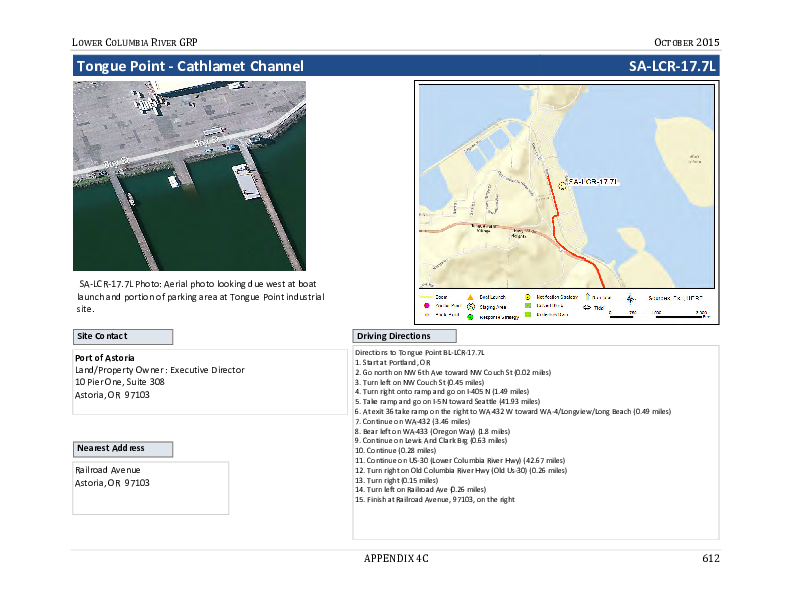 LOWER COLUMBIA RIVER GRP OCTOBER 2015
Tongue Point - Cathlamet Channel SA-LCR-17.7L
SA-LCR-17.7L
SA-LCR-17.7L Photo: Aerial photo looking due west at boat
launch and portion of parking area at Tongue Point industrial
site.
Boom
Boat Launch
Notification Strategy
Staging Area
Response Strategy
Tidal
Site Contact
Port of Astoria
Land/Property Owner: Executive Director
10 Pier One, Suite 308
Astoria, OR 97103
Nearest Address
Railroad Avenue
Astoria, OR 97103
Driving Directions
Directions to Tongue Point BL-LCR-17.7L
1. Start at Portland, OR
2. Go north on NW 6th Ave toward NW Couch St (0.02 miles)
3. Turn left on NW Couch St (0.45 miles)
4. Turn right onto ramp and go on I-405 N (1.49 miles)
5. Take ramp and go on I-5 N toward Seattle (41.93 miles)
6. At exit 36 take ramp on the right to WA-432 W toward WA-4/Longview/Long Beach (0.49 miles)
7. Continue on WA-432 (3.46 miles)
8. Bear left on WA-433 (Oregon Way) (1.8 miles)
9. Continue on Lewis And Clark Brg (0.63 miles)
10. Continue (0.28 miles)
11. Continue on US-30 (Lower Columbia River Hwy) (42.67 miles)
12. Turn right on Old Columbia River Hwy (Old Us-30) (0.26 miles)
13. Turn right (0.15 miles)
14. Turn left on Railroad Ave (0.26 miles)
15. Finish at Railroad Avenue, 97103, on the right
APPENDIX 4C 612